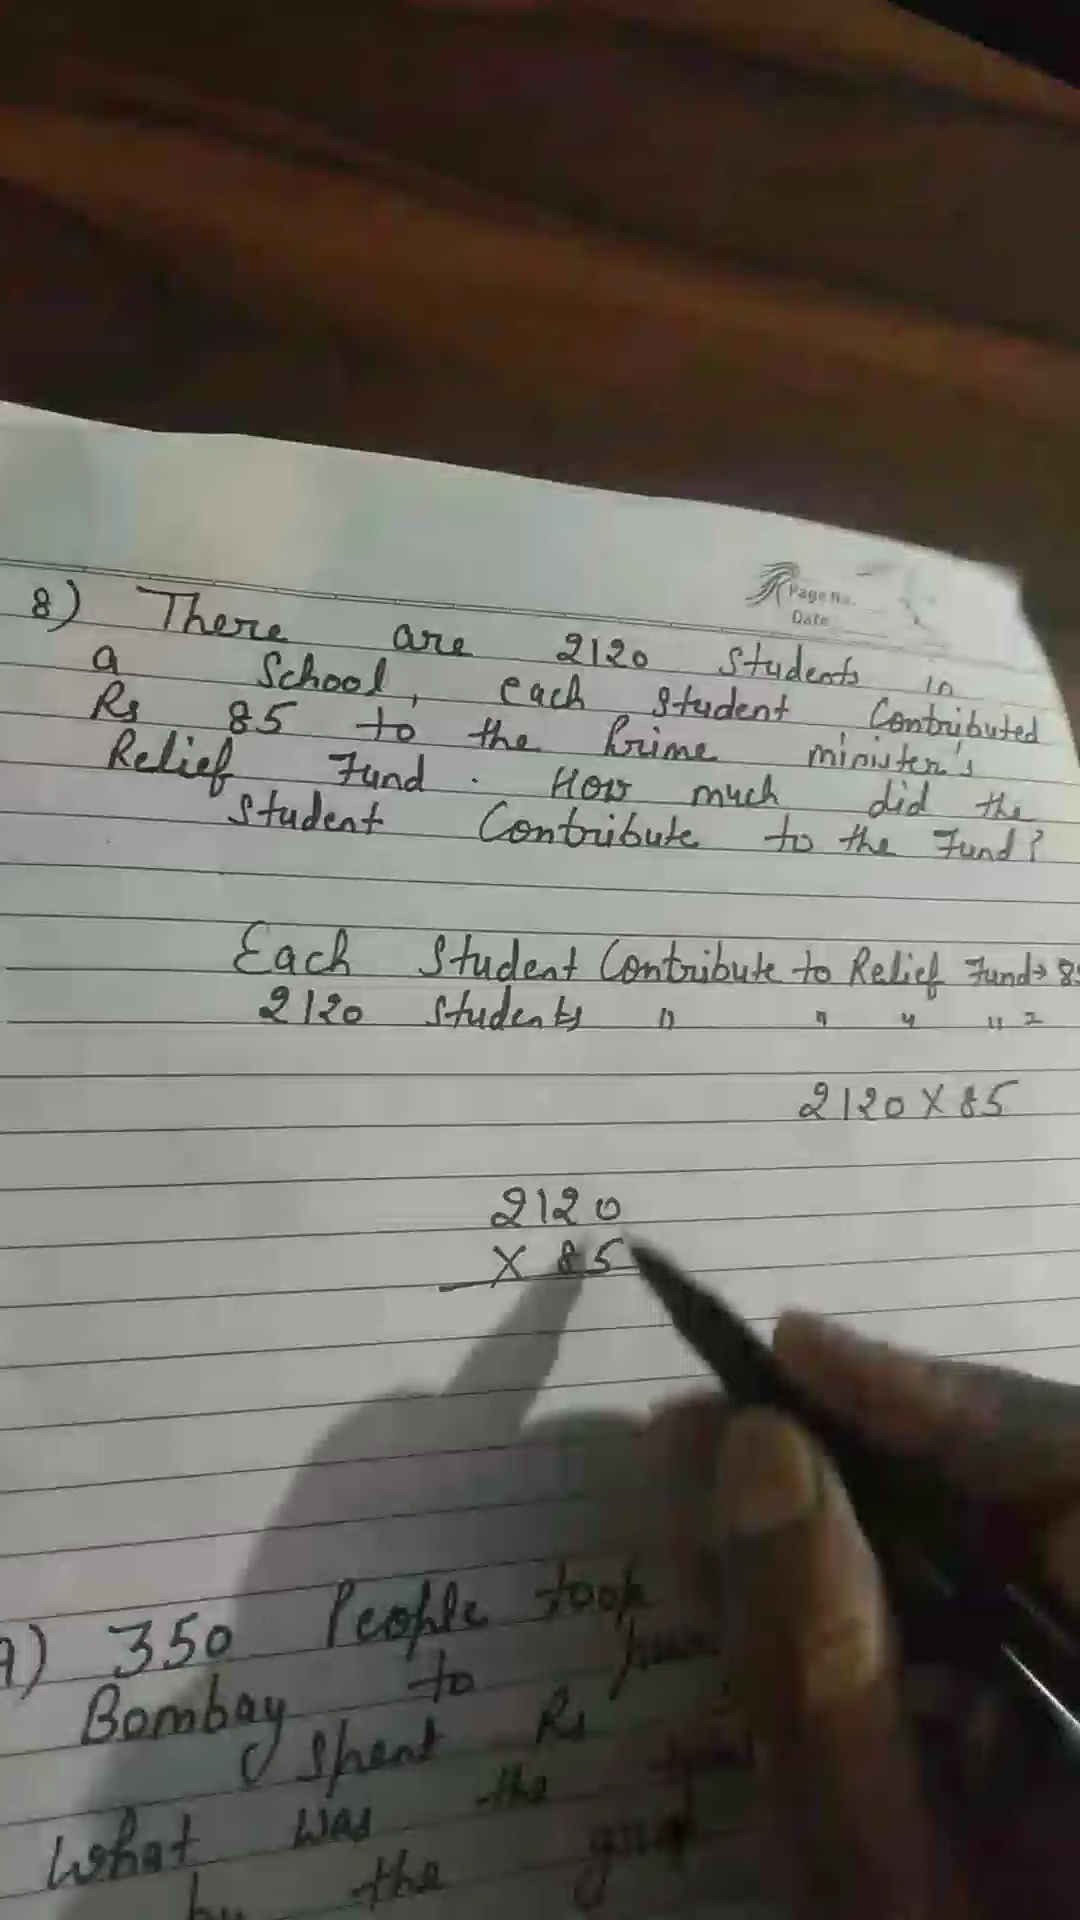 Page No.
Date
8) There are 2120 Students in
a School, each Student Contributed
Rs 85 to the Prime minister's
Relief Fund. How much did the
Student Contribute to the Fund?
Each Student Contribute to Relief Fund → 8
2120 Students " " " " =
2120 X 85
2120
X 85
9) 350 People took
Bombay to
spent Rs
What was the
by the